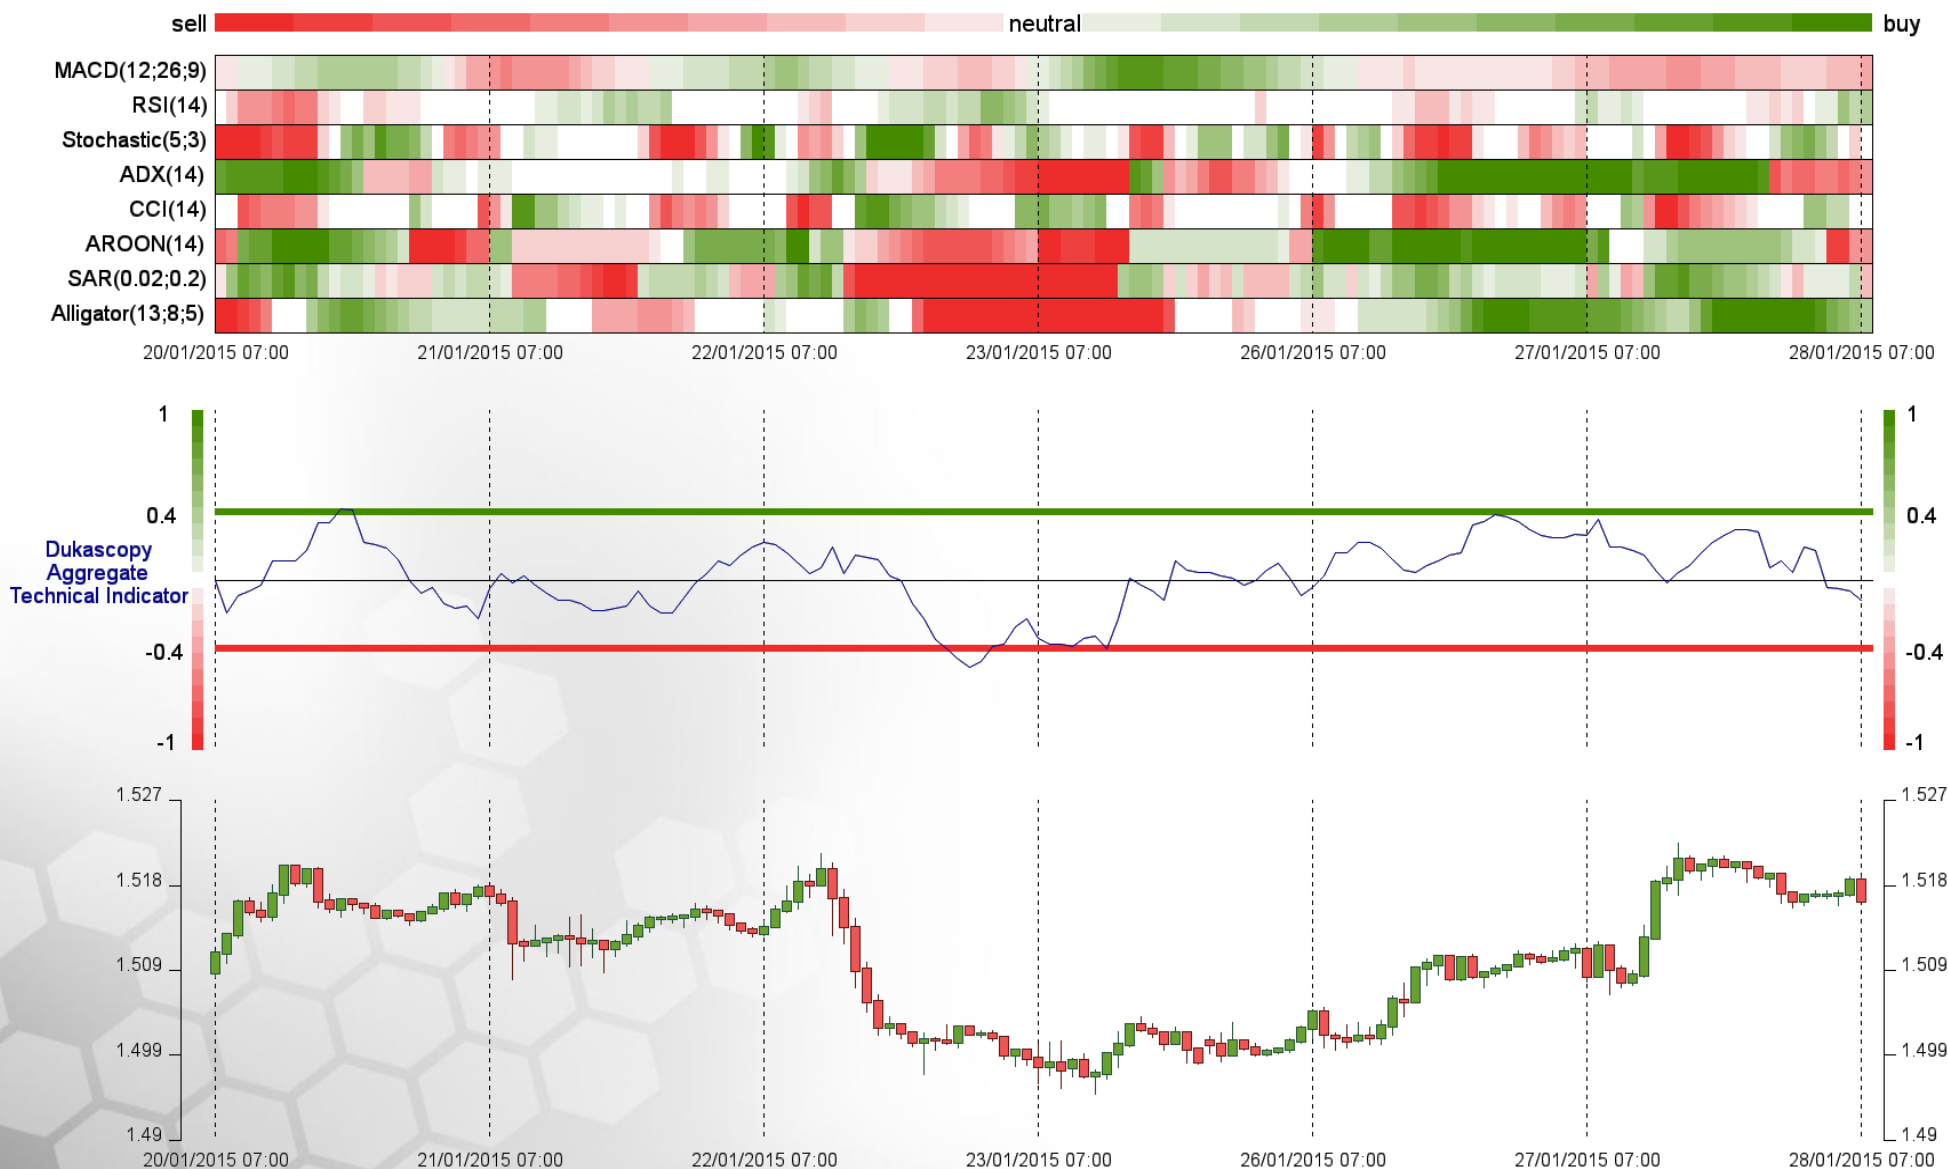 sell neutral buy
MACD(12;26;9)
RSI(14)
Stochastic(5;3)
ADX(14)
CCI(14)
AROON(14)
SAR(0.02;0.2)
Alligator(13;8;5)
20/01/2015 07:00 21/01/2015 07:00 22/01/2015 07:00 23/01/2015 07:00 26/01/2015 07:00 27/01/2015 07:00 28/01/2015 07:00
1 1
0.4 0.4
Dukascopy
Aggregate
Technical Indicator
-0.4 -0.4
-1 -1
1.527 1.527
1.518 1.518
1.509 1.509
1.499 1.499
1.49 1.49
20/01/2015 07:00 21/01/2015 07:00 22/01/2015 07:00 23/01/2015 07:00 26/01/2015 07:00 27/01/2015 07:00 28/01/2015 07:00